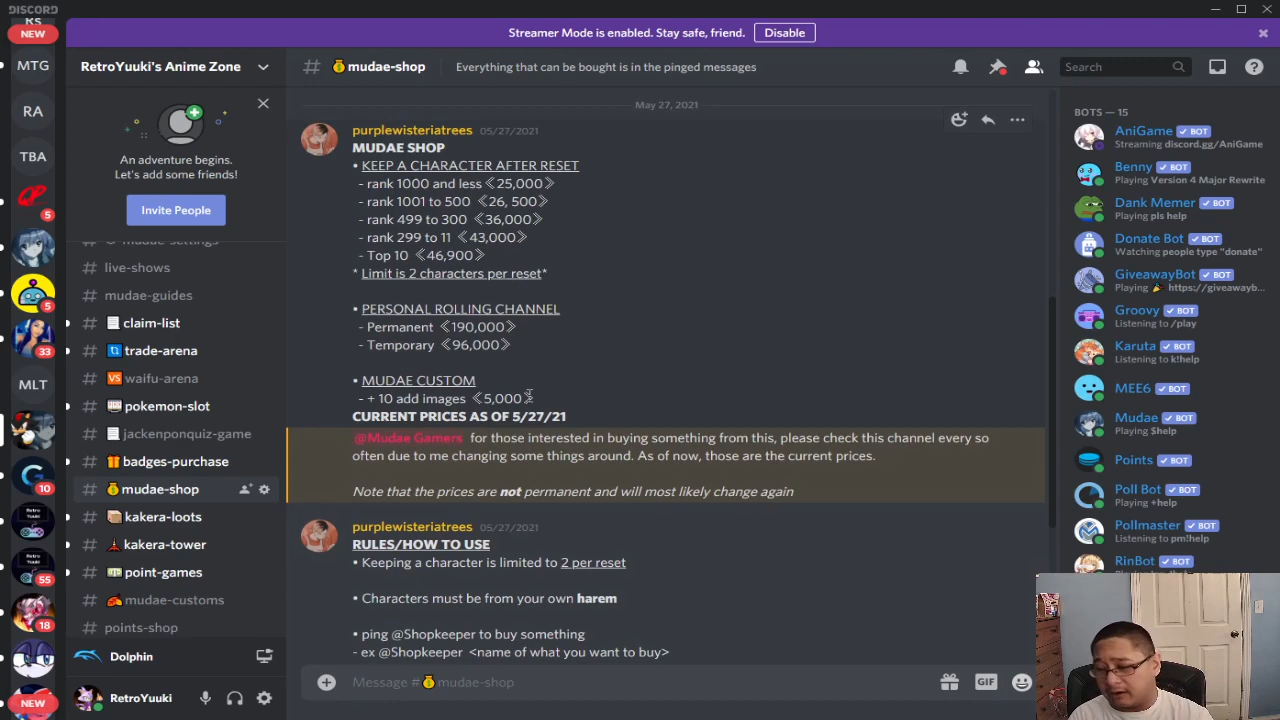 DISCORD
Streamer Mode is enabled. Stay safe, friend. Disable
RS
NEW
MTG
RA
TBA
5
5
33
MLT
10
55
18
NEW
RetroYuuki's Anime Zone
An adventure begins.
Let's add some friends!
Invite People
mudae-settings
live-shows
mudae-guides
claim-list
trade-arena
VS waifu-arena
pokemon-slot
jackenponquiz-game
badges-purchase
mudae-shop
kakera-loots
kakera-tower
point-games
mudae-customs
points-shop
Dolphin
RetroYuuki
# mudae-shop Everything that can be bought is in the pinged messages
Search
May 27, 2021
purplewisteriatrees 05/27/2021
MUDAE SHOP
• KEEP A CHARACTER AFTER RESET
- rank 1000 and less 《25,000》
- rank 1001 to 500 《26, 500》
- rank 499 to 300 《36,000》
- rank 299 to 11 《43,000》
- Top 10 《46,900》
* Limit is 2 characters per reset*
• PERSONAL ROLLING CHANNEL
- Permanent 《190,000》
- Temporary 《96,000》
• MUDAE CUSTOM
- + 10 add images 《5,000》
CURRENT PRICES AS OF 5/27/21
@Mudae Gamers for those interested in buying something from this, please check this channel every so
often due to me changing some things around. As of now, those are the current prices.
Note that the prices are not permanent and will most likely change again
purplewisteriatrees 05/27/2021
RULES/HOW TO USE
• Keeping a character is limited to 2 per reset
• Characters must be from your own harem
• ping @Shopkeeper to buy something
- ex @Shopkeeper <name of what you want to buy>
Message # mudae-shop
GIF
BOTS — 15
AniGame ✓ BOT
Streaming discord.gg/AniGame
Benny ✓ BOT
Playing Version 4 Major Rewrite
Dank Memer ✓ BOT
Playing pls help
Donate Bot ✓ BOT
Watching people type "donate"
GiveawayBot ✓ BOT
Playing https://giveawayb...
Groovy ✓ BOT
Listening to /play
Karuta ✓ BOT
Listening to k!help
MEE6 ✓ BOT
Mudae ✓ BOT
Playing $help
Points ✓ BOT
Poll Bot ✓ BOT
Playing +help
Pollmaster ✓ BOT
Listening to pm!help
RinBot ✓ BOT